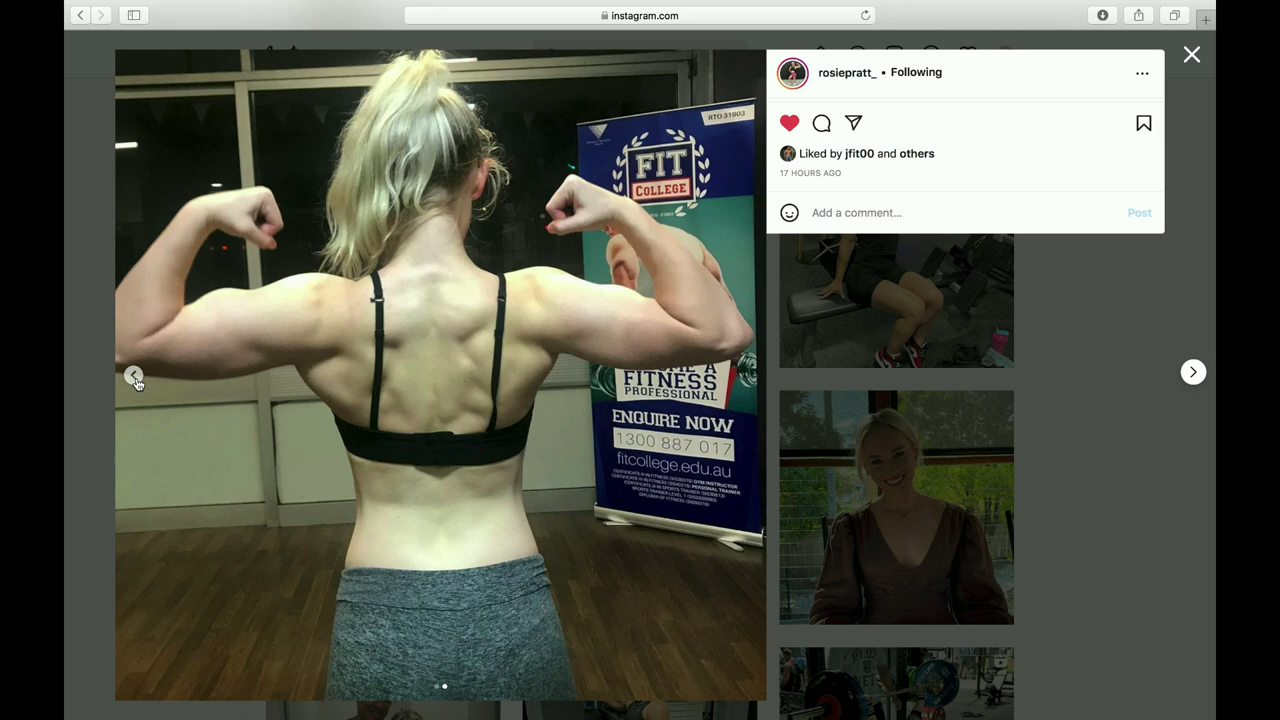 instagram.com
rosiepratt_ • Following
Liked by jfit00 and others
17 HOURS AGO
Add a comment...
Post
RTO 31903
FIT
COLLEGE
FITNESS
PROFESSIONAL
ENQUIRE NOW
1300 887 017
fitcollege.edu.au